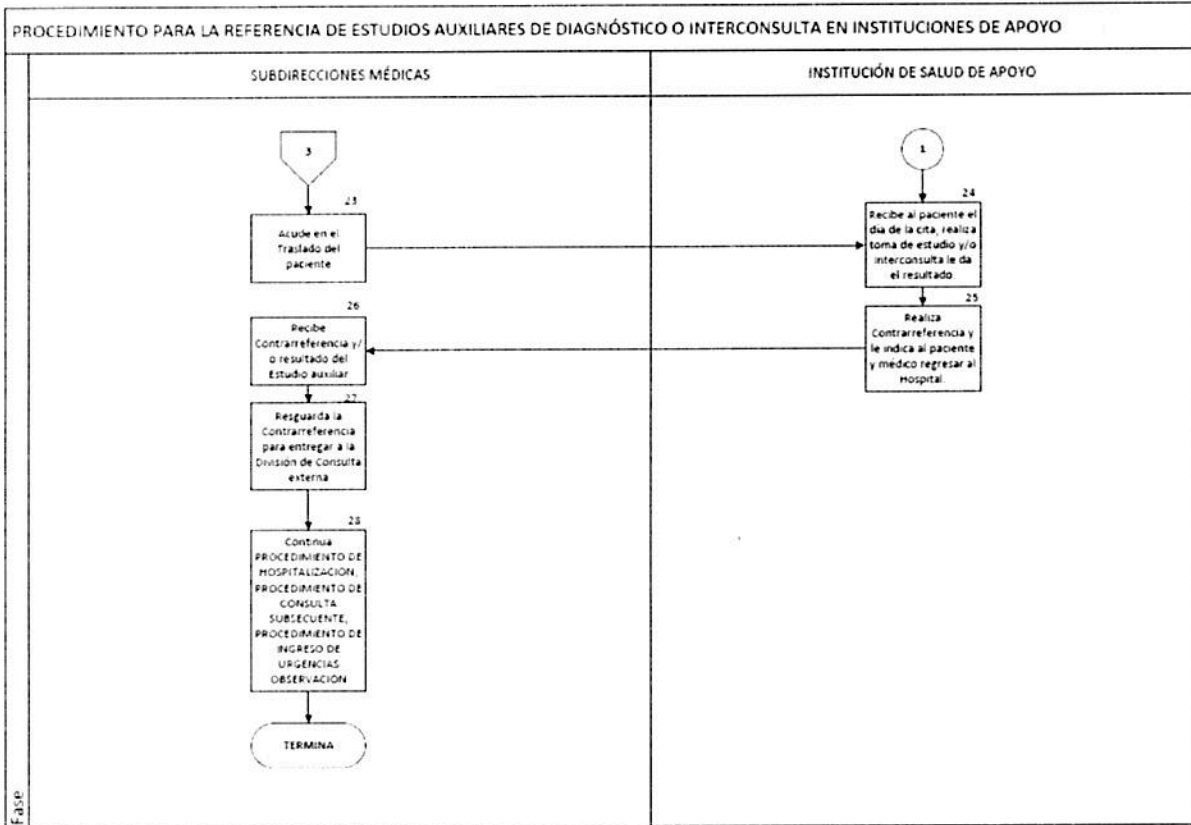 PROCEDIMIENTO PARA LA REFERENCIA DE ESTUDIOS AUXILIARES DE DIAGNÓSTICO O INTERCONSULTA EN INSTITUCIONES DE APOYO
SUBDIRECCIONES MÉDICAS
INSTITUCIÓN DE SALUD DE APOYO
3
1
23
Acude en el
Traslado del
paciente
24
Recibe al paciente el
dia de la cita, realiza
toma de estudio y/o
interconsulta le da
el resultado
25
Realiza
Contrarreferencia y
le indica al paciente
y médico regresar al
Hospital.
26
Recibe
Contrarreferencia y/
o resultado del
Estudio auxiliar
27
Resguarda la
Contrarreferencia
para entregar a la
División de Consulta
externa
28
Continua
PROCEDIMIENTO DE
HOSPITALIZACIÓN,
PROCEDIMIENTO DE
CONSULTA
SUBSECUENTE,
PROCEDIMIENTO DE
INGRESO DE
URGENCIAS
OBSERVACIÓN
TERMINA
Fase